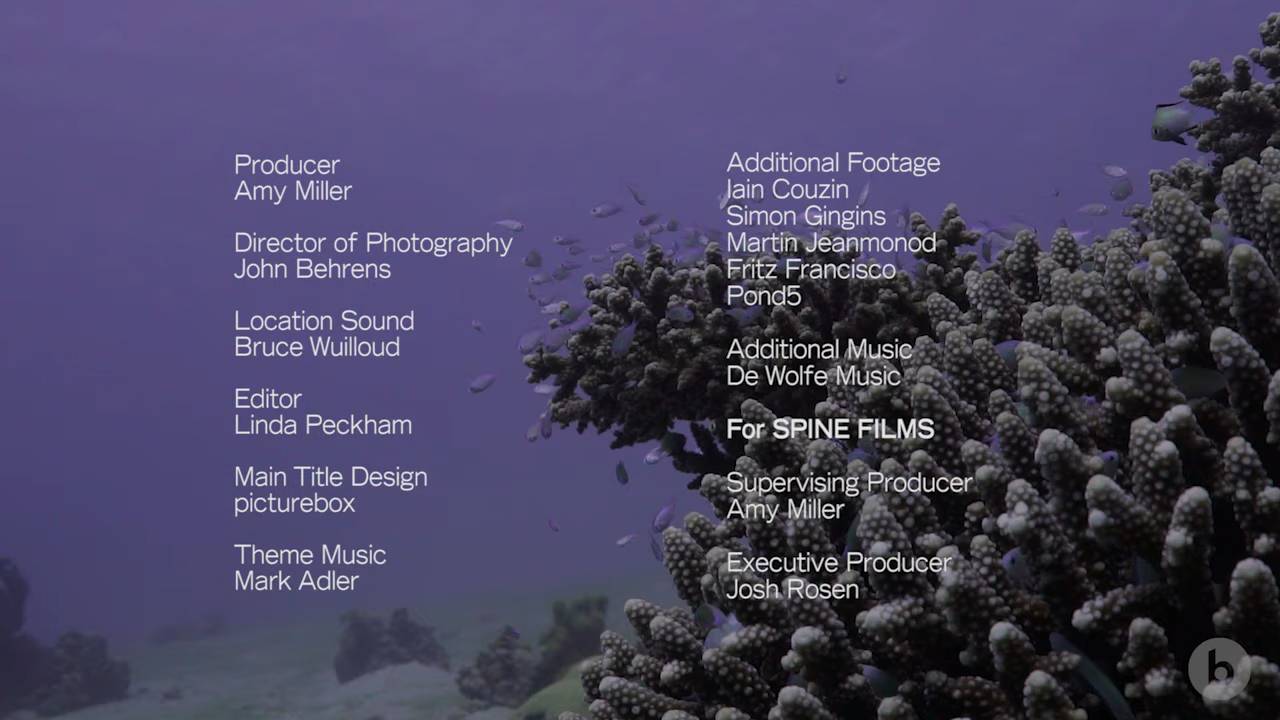 Producer
Amy Miller
Director of Photography
John Behrens
Location Sound
Bruce Wuilloud
Editor
Linda Peckham
Main Title Design
picturebox
Theme Music
Mark Adler
Additional Footage
Iain Couzin
Simon Gingins
Martin Jeanmonod
Fritz Francisco
Pond5
Additional Music
De Wolfe Music
For SPINE FILMS
Supervising Producer
Amy Miller
Executive Producer
Josh Rosen
b